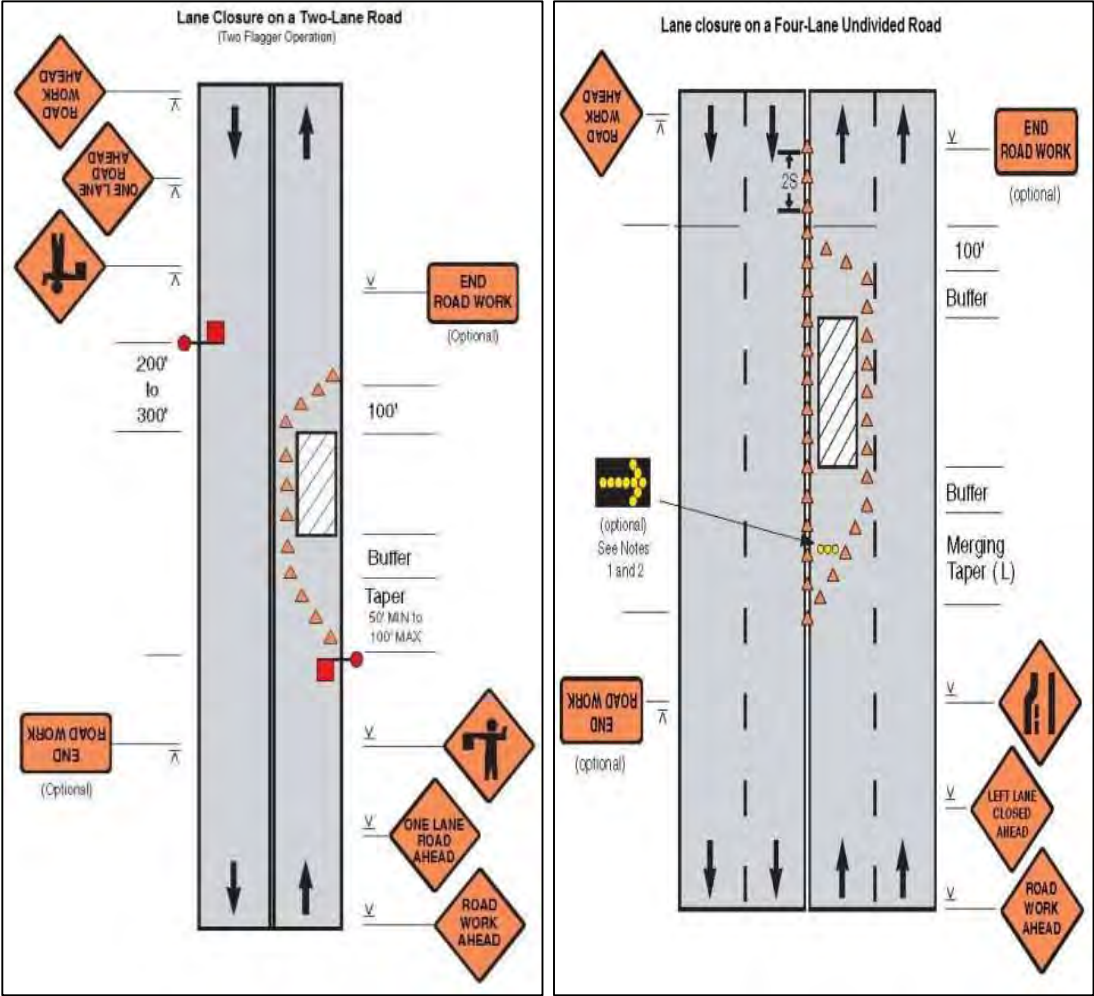 Lane Closure on a Two-Lane Road
(Two Flagger Operation)
ROAD
WORK
AHEAD
ONE LANE
ROAD
AHEAD
END
ROAD WORK
(Optional)
200'
to
300'
100'
Buffer
Taper
50' MIN to
100' MAX
END
ROAD WORK
(Optional)
ONE LANE
ROAD
AHEAD
ROAD
WORK
AHEAD
Lane closure on a Four-Lane Undivided Road
ROAD
WORK
AHEAD
END
ROAD WORK
(optional)
2S
100'
Buffer
(optional)
See Notes
1 and 2
Buffer
Merging
Taper (L)
END
ROAD WORK
(optional)
LEFT LANE
CLOSED
AHEAD
ROAD
WORK
AHEAD